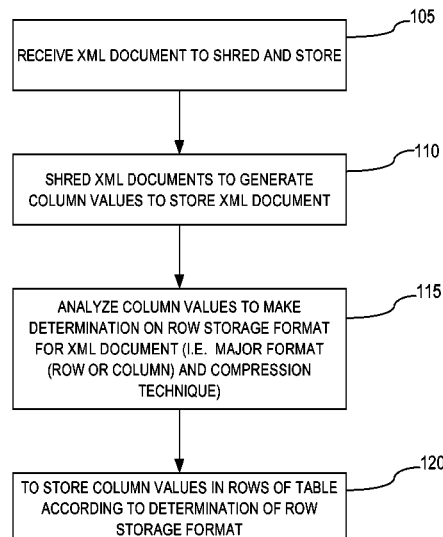 105
RECEIVE XML DOCUMENT TO SHRED AND STORE
110
SHRED XML DOCUMENTS TO GENERATE
COLUMN VALUES TO STORE XML DOCUMENT
115
ANALYZE COLUMN VALUES TO MAKE
DETERMINATION ON ROW STORAGE FORMAT
FOR XML DOCUMENT (I.E. MAJOR FORMAT
(ROW OR COLUMN) AND COMPRESSION
TECHNIQUE)
120
TO STORE COLUMN VALUES IN ROWS OF TABLE
ACCORDING TO DETERMINATION OF ROW
STORAGE FORMAT